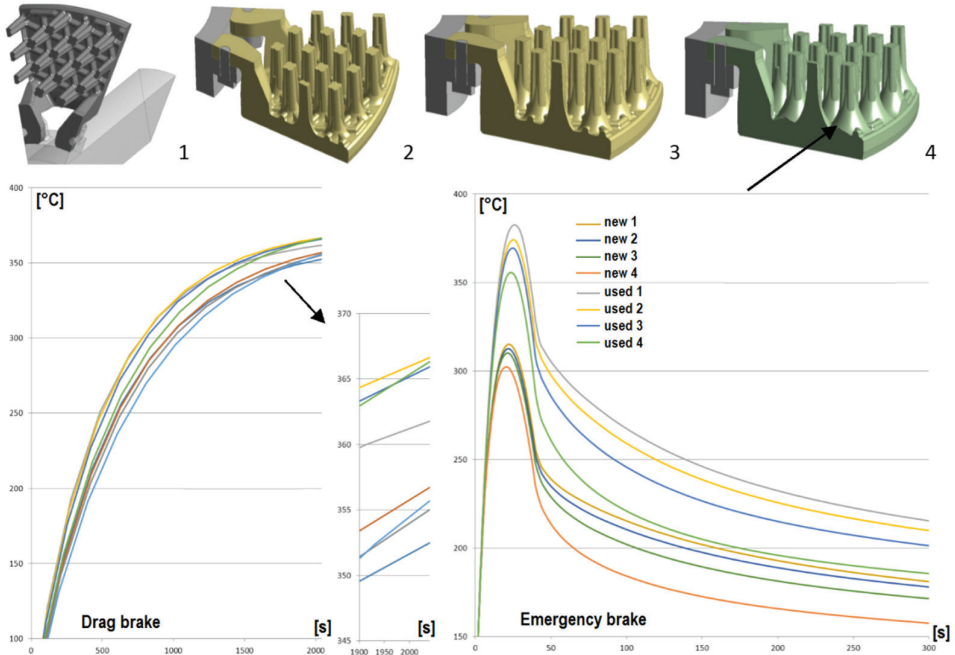 1
2
3
4
400
350
300
250
200
150
100
[°C]
Drag brake
[s]
0
500
1000
1500
2000
370
365
360
355
350
345
[s]
1900
1950
2000
400
350
300
250
200
150
[°C]
new 1
new 2
new 3
new 4
used 1
used 2
used 3
used 4
Emergency brake
0
50
100
150
200
250
300
[s]